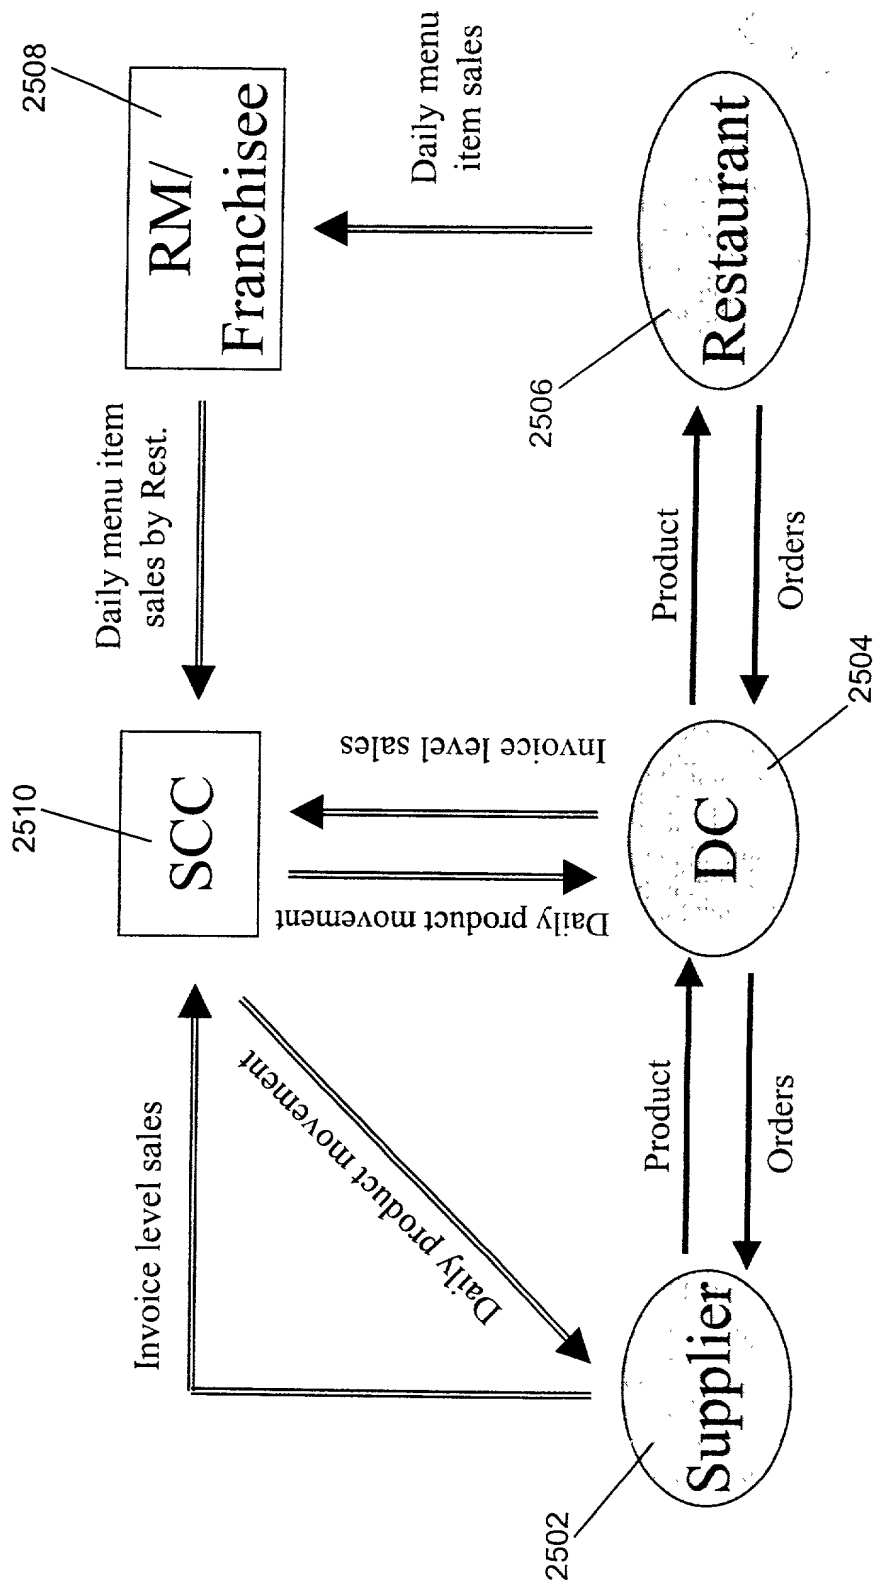 2510
2508
SCC
RM/
Franchisee
Invoice level sales
Daily menu item
sales by Rest.
Daily product movement
Daily product movement
Invoice level sales
Daily menu
item sales
2502
Supplier
Product
Orders
DC
2504
Product
Orders
2506
Restaurant